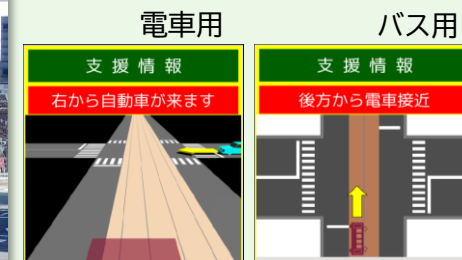 電車用
バス用
支援情報
支援情報
右から自動車が来ます
後方から電車接近